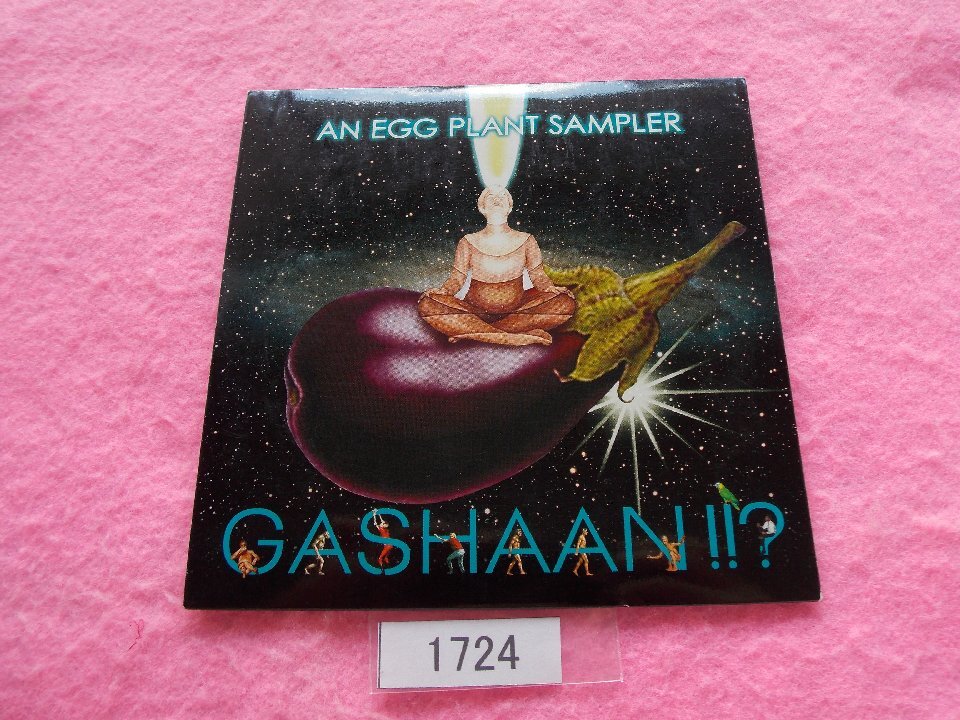 AN EGG PLANT SAMPLER
GASHAAN!!?
1724